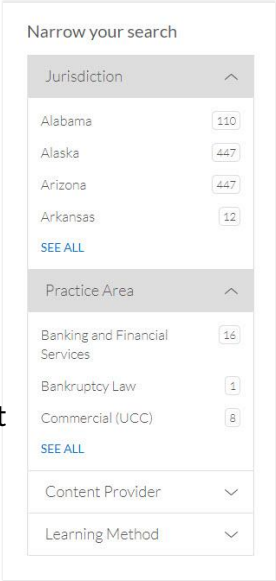 Narrow your search
Jurisdiction
Alabama 110
Alaska 447
Arizona 447
Arkansas 12
SEE ALL
Practice Area
Banking and Financial 16
Services
Bankruptcy Law 1
t
Commercial (UCC) 8
SEE ALL
Content Provider
Learning Method